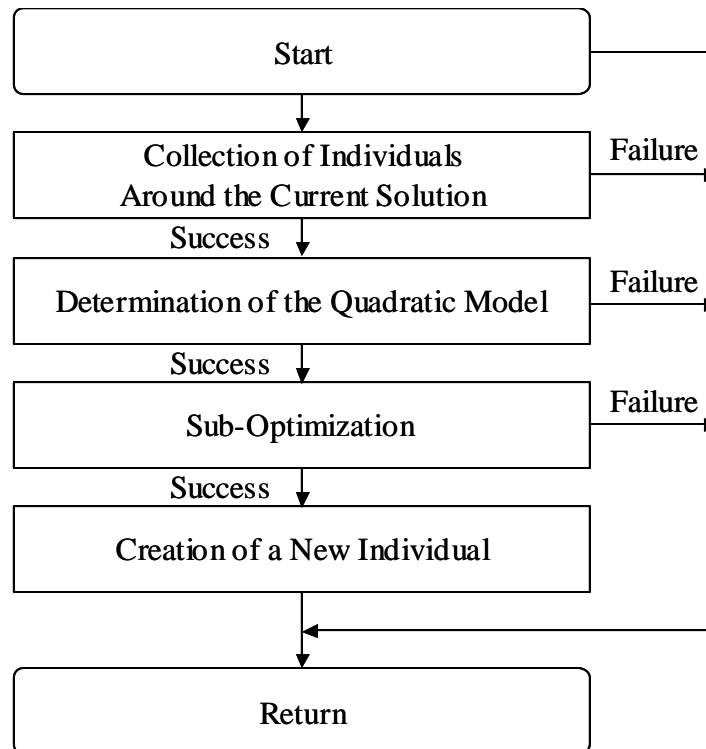 Start
Collection of Individuals
Around the Current Solution
Failure
Success
Determination of the Quadratic Model
Failure
Success
Sub-Optimization
Failure
Success
Creation of a New Individual
Return